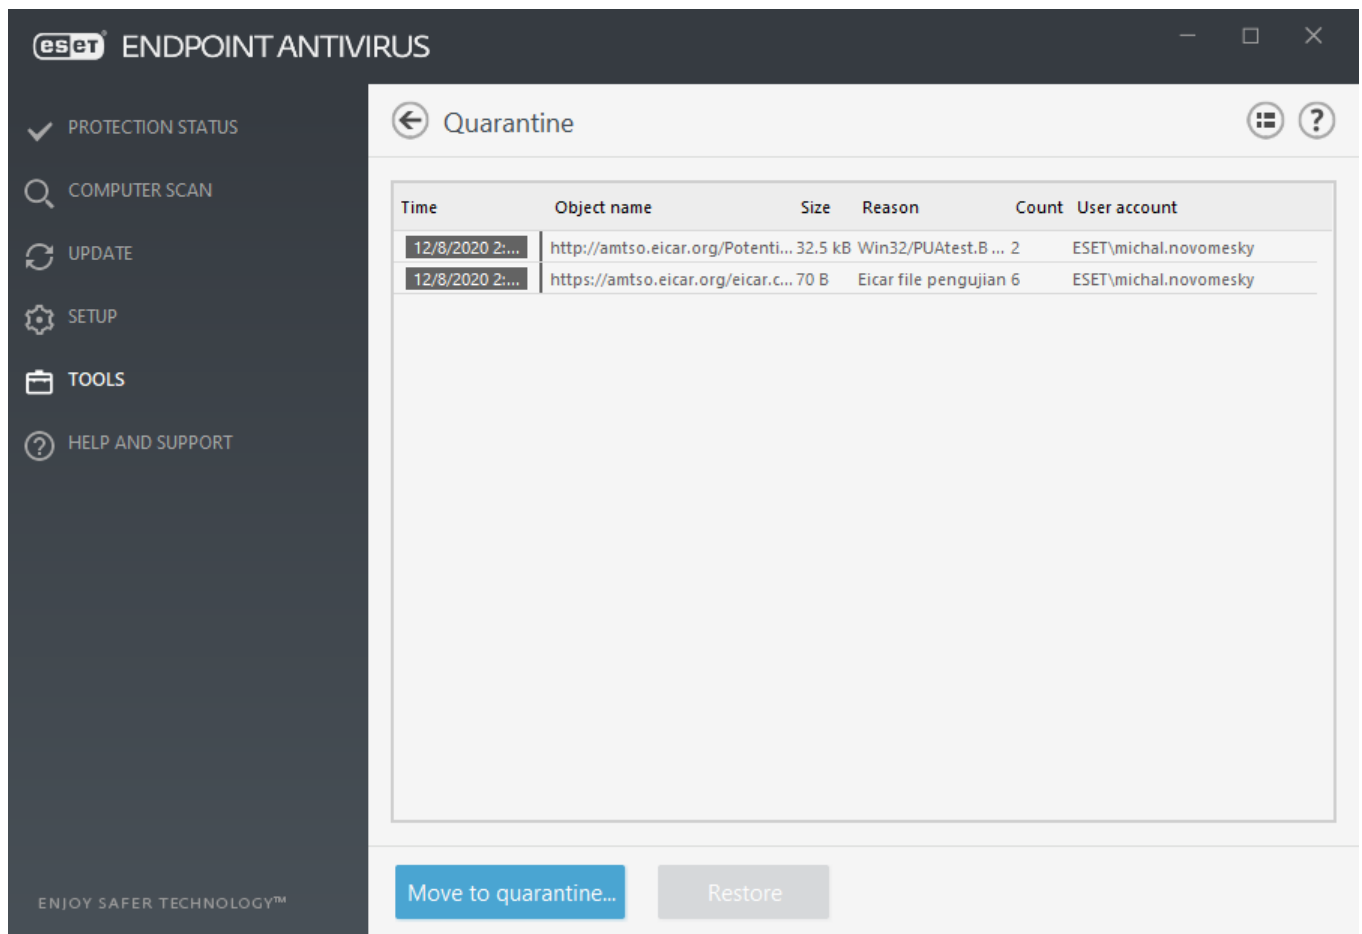 eset ENDPOINT ANTIVIRUS
PROTECTION STATUS
COMPUTER SCAN
UPDATE
SETUP
TOOLS
HELP AND SUPPORT
ENJOY SAFER TECHNOLOGY™
Quarantine
?
Time Object name Size Reason Count User account
12/8/2020 2:... http://amtso.eicar.org/Potenti... 32.5 kB Win32/PUAtest.B ... 2 ESET\michal.novomesky
12/8/2020 2:... https://amtso.eicar.org/eicar.c... 70 B Eicar file pengujian 6 ESET\michal.novomesky
Move to quarantine... Restore